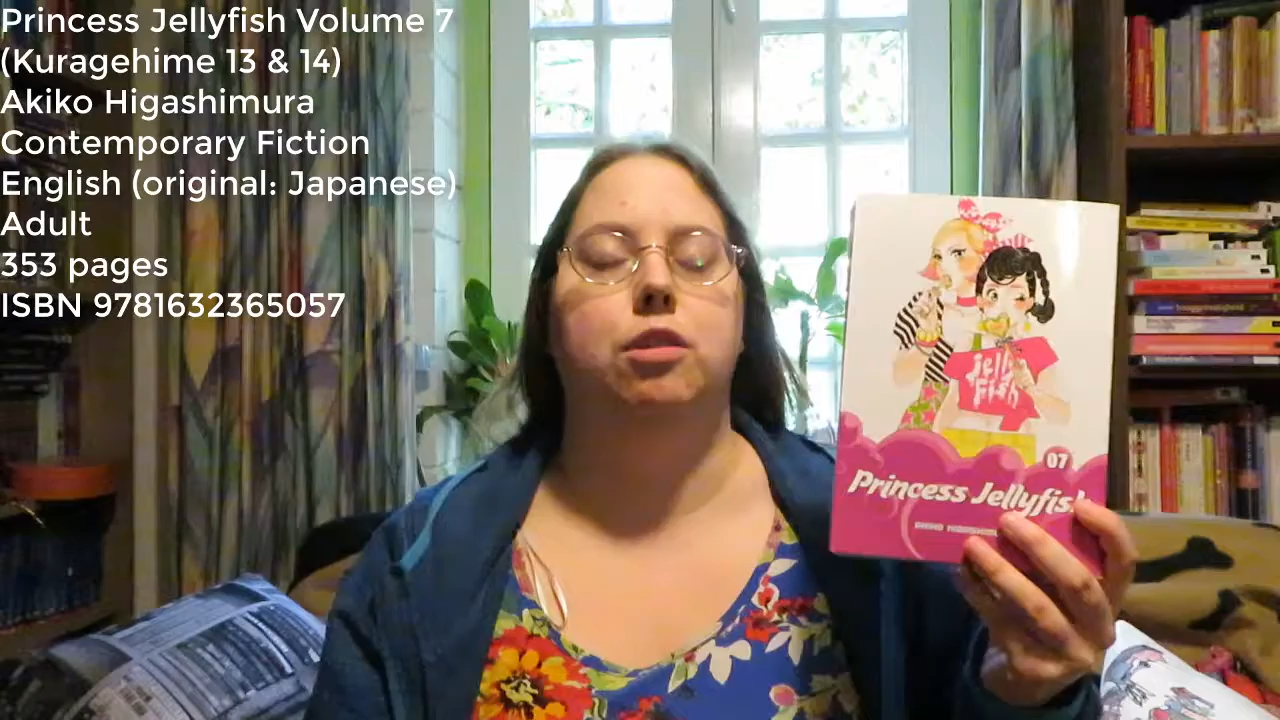 Princess Jellyfish Volume 7
(Kuragehime 13 & 14)
Akiko Higashimura
Contemporary Fiction
English (original: Japanese)
Adult
353 pages
ISBN 9781632365057
jelly
Fish
07
Princess Jellyfish